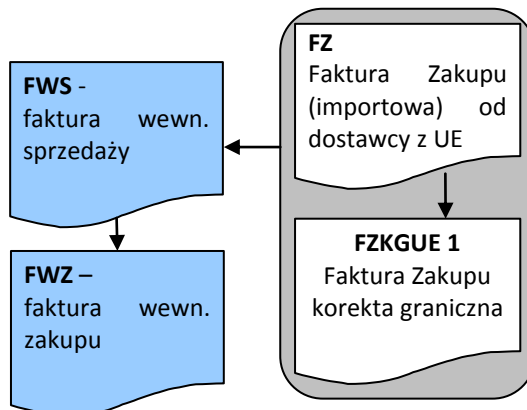 FWS -
faktura wewn.
sprzedaży
FWZ –
faktura wewn.
zakupu
FZ
Faktura Zakupu
(importowa) od
dostawcy z UE
FZKGUE 1
Faktura Zakupu
korekta graniczna